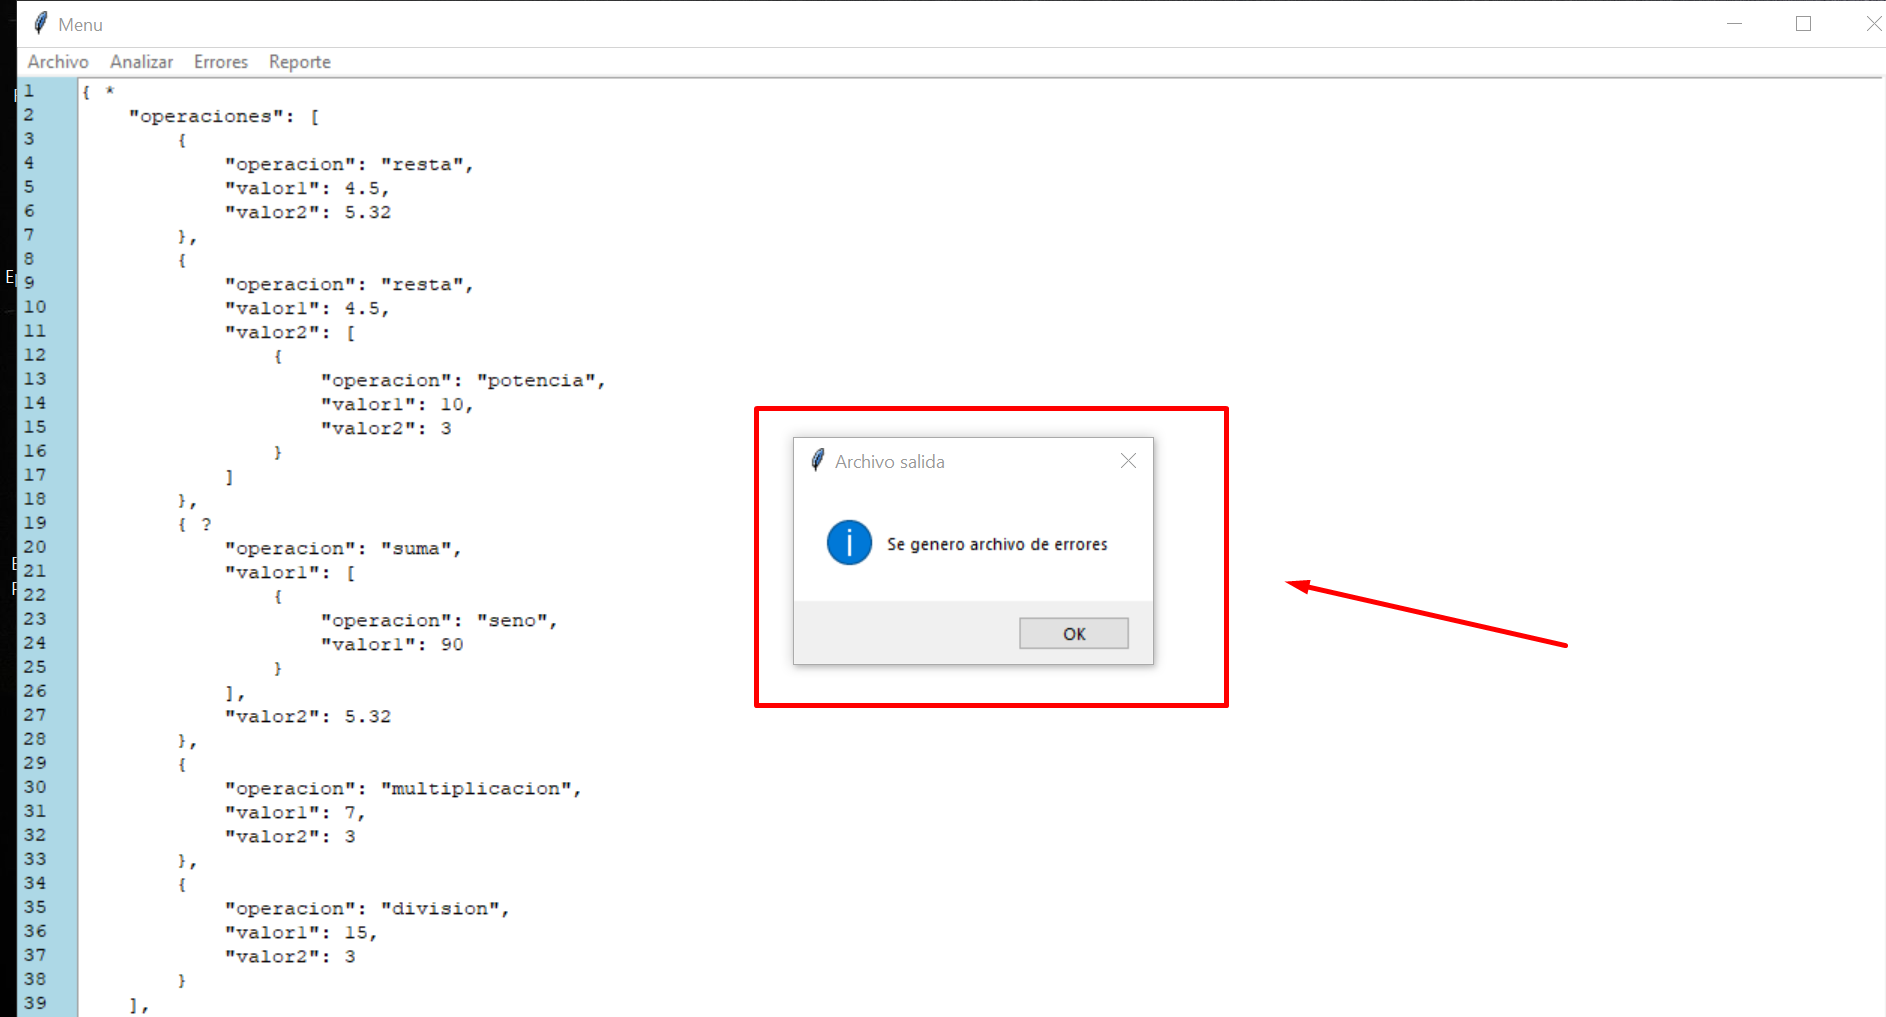 Menu
Archivo Analizar Errores Reporte
1 { *
2 "operaciones": [
3 {
4 "operacion": "resta",
5 "valor1": 4.5,
6 "valor2": 5.32
7 },
8 {
9 "operacion": "resta",
10 "valor1": 4.5,
11 "valor2": [
12 {
13 "operacion": "potencia",
14 "valor1": 10,
15 "valor2": 3
16 }
17 ]
18 },
19 { ?
20 "operacion": "suma",
21 "valor1": [
22 {
23 "operacion": "seno",
24 "valor1": 90
25 }
26 ],
27 "valor2": 5.32
28 },
29 {
30 "operacion": "multiplicacion",
31 "valor1": 7,
32 "valor2": 3
33 },
34 {
35 "operacion": "division",
36 "valor1": 15,
37 "valor2": 3
38 }
39 ],
Archivo salida
Se genero archivo de errores
OK